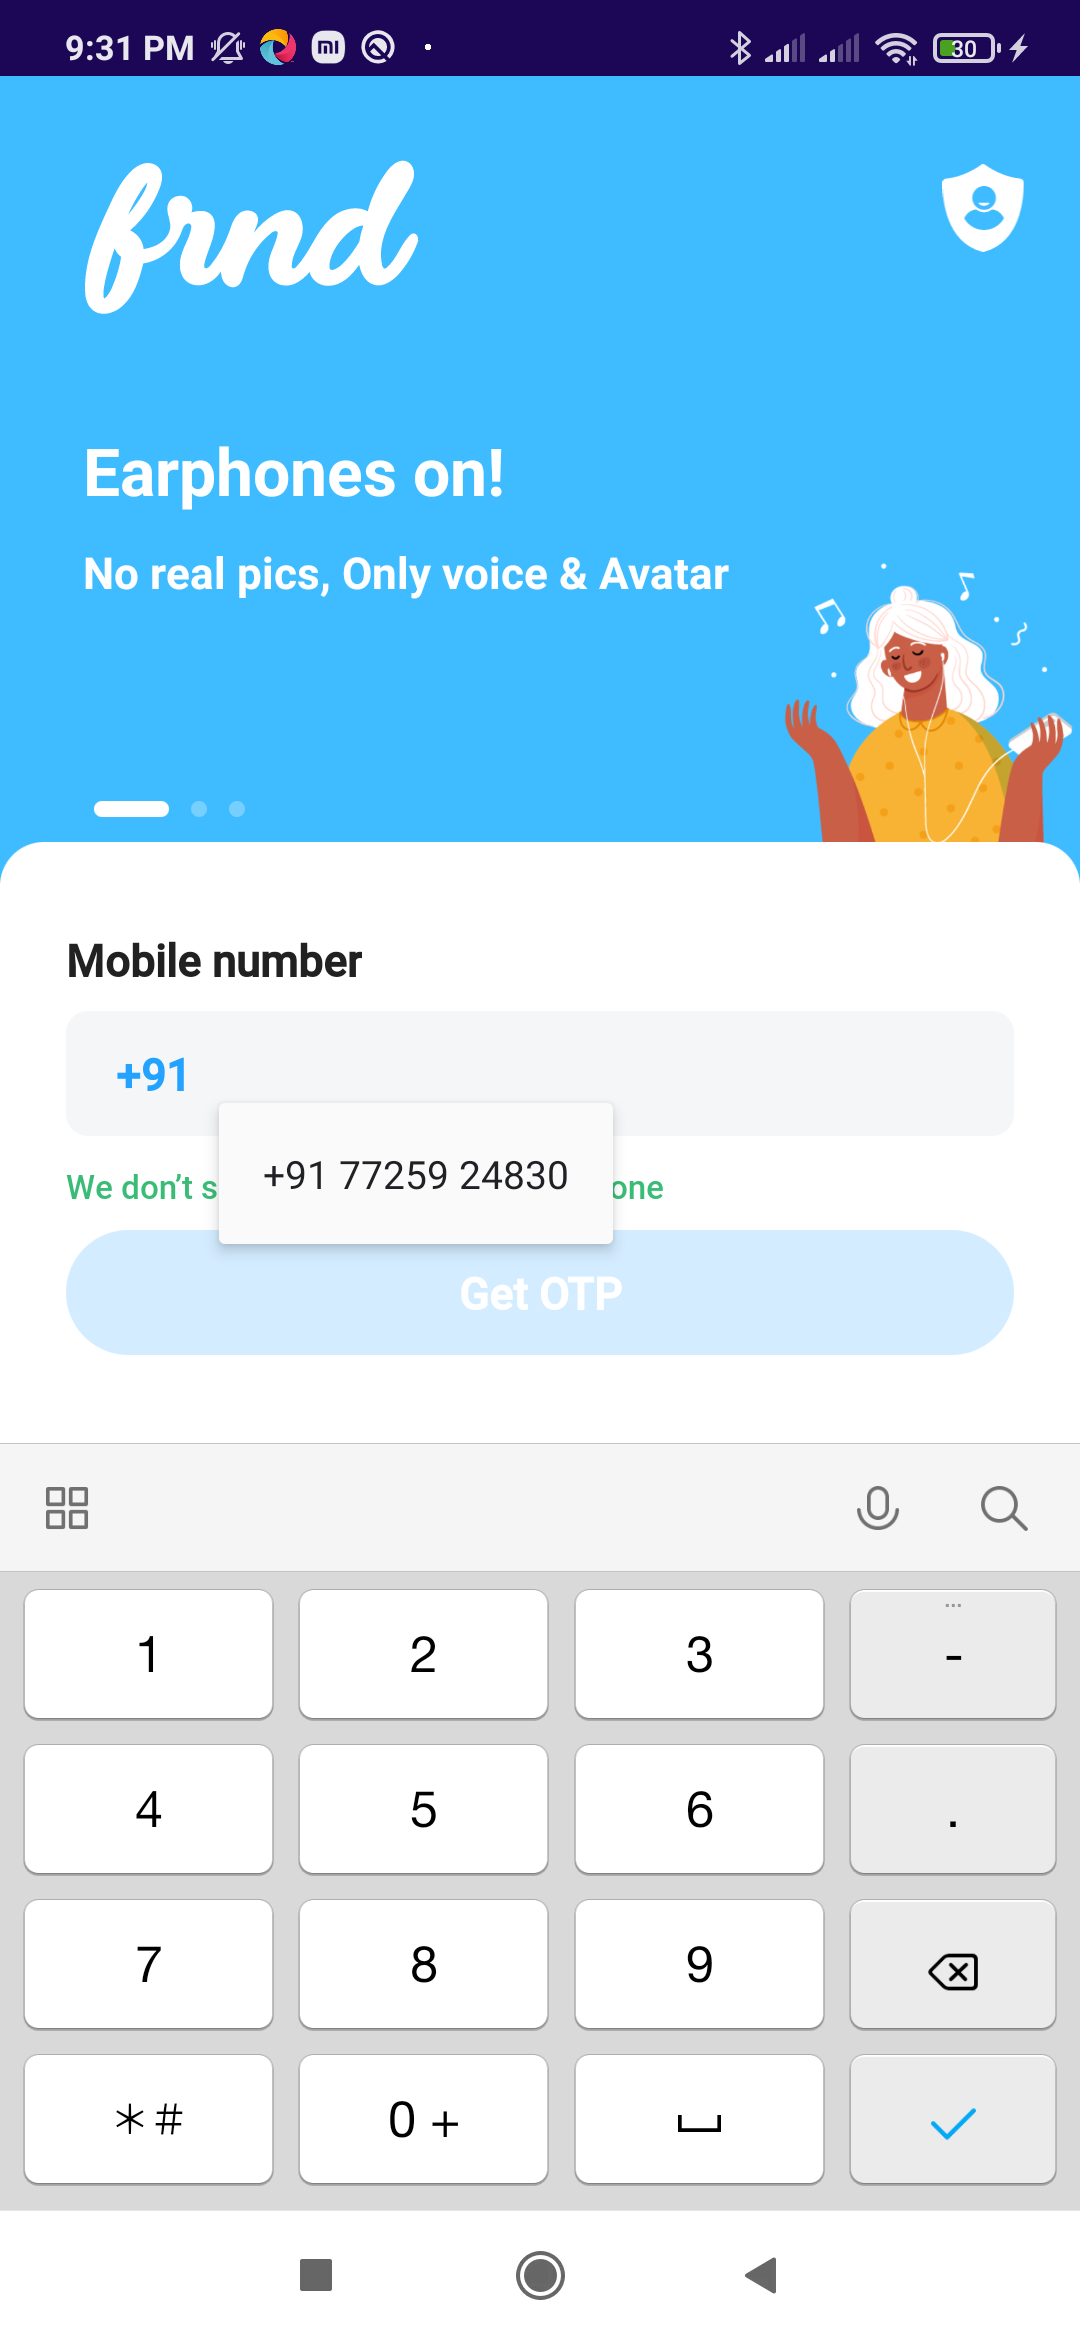 9:31 PM
30
frnd
Earphones on!
No real pics, Only voice & Avatar
Mobile number
+91
+91 77259 24830
We don't s
one
Get OTP
1 2 3 -
4 5 6 .
7 8 9
*# 0 +